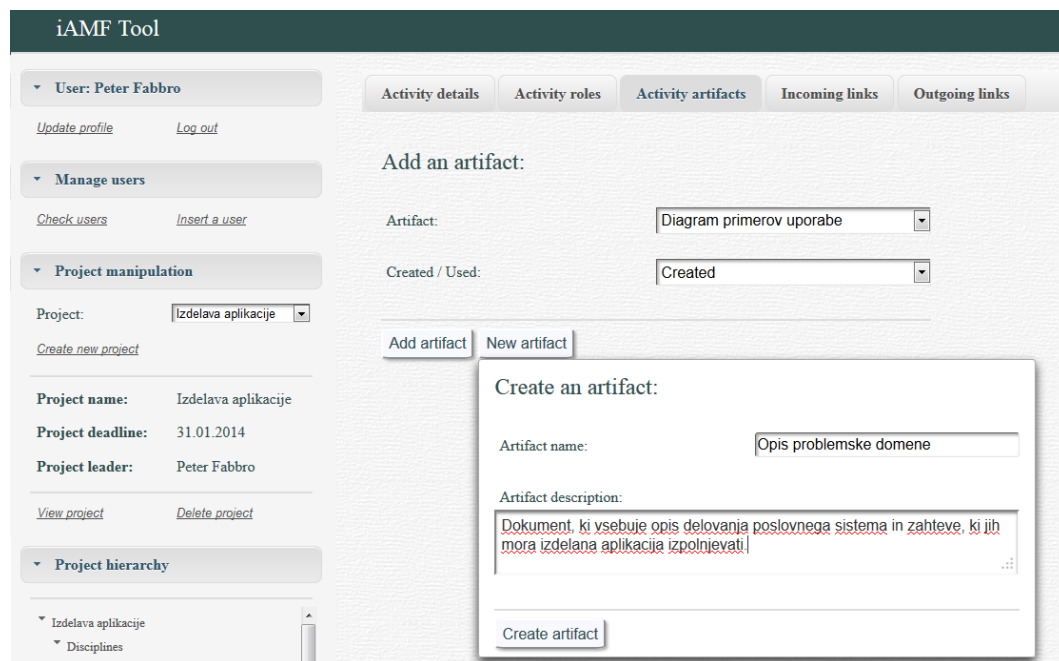 iAMF Tool
User: Peter Fabbro
Update profile
Log out
Manage users
Check users
Insert a user
Project manipulation
Project:
Izdelava aplikacije
Create new project
Project name:
Izdelava aplikacije
Project deadline:
31.01.2014
Project leader:
Peter Fabbro
View project
Delete project
Project hierarchy
Izdelava aplikacije
Disciplines
Activity details
Activity roles
Activity artifacts
Incoming links
Outgoing links
Add an artifact:
Artifact:
Diagram primerov uporabe
Created / Used:
Created
Add artifact
New artifact
Create an artifact:
Artifact name:
Opis problemske domene
Artifact description:
Dokument, ki vsebuje opis delovanja poslovnega sistema in zahteve, ki jih
mora izdelana aplikacija izpolnjevati.
Create artifact